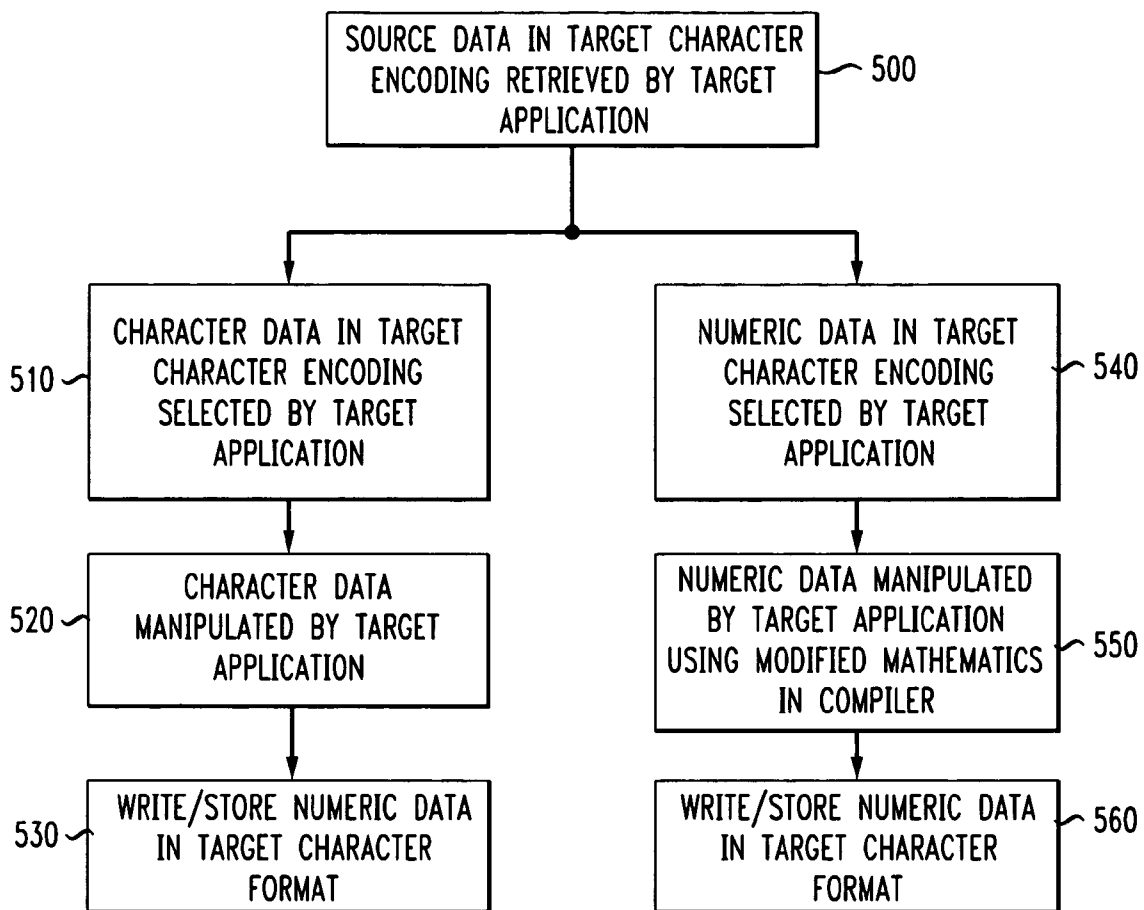 SOURCE DATA IN TARGET CHARACTER
ENCODING RETRIEVED BY TARGET
APPLICATION
500
CHARACTER DATA IN TARGET
CHARACTER ENCODING
SELECTED BY TARGET
APPLICATION
510
CHARACTER DATA
MANIPULATED BY TARGET
APPLICATION
520
WRITE/STORE NUMERIC DATA
IN TARGET CHARACTER
FORMAT
530
NUMERIC DATA IN TARGET
CHARACTER ENCODING
SELECTED BY TARGET
APPLICATION
540
NUMERIC DATA MANIPULATED
BY TARGET APPLICATION
USING MODIFIED MATHEMATICS
IN COMPILER
550
WRITE/STORE NUMERIC DATA
IN TARGET CHARACTER
FORMAT
560